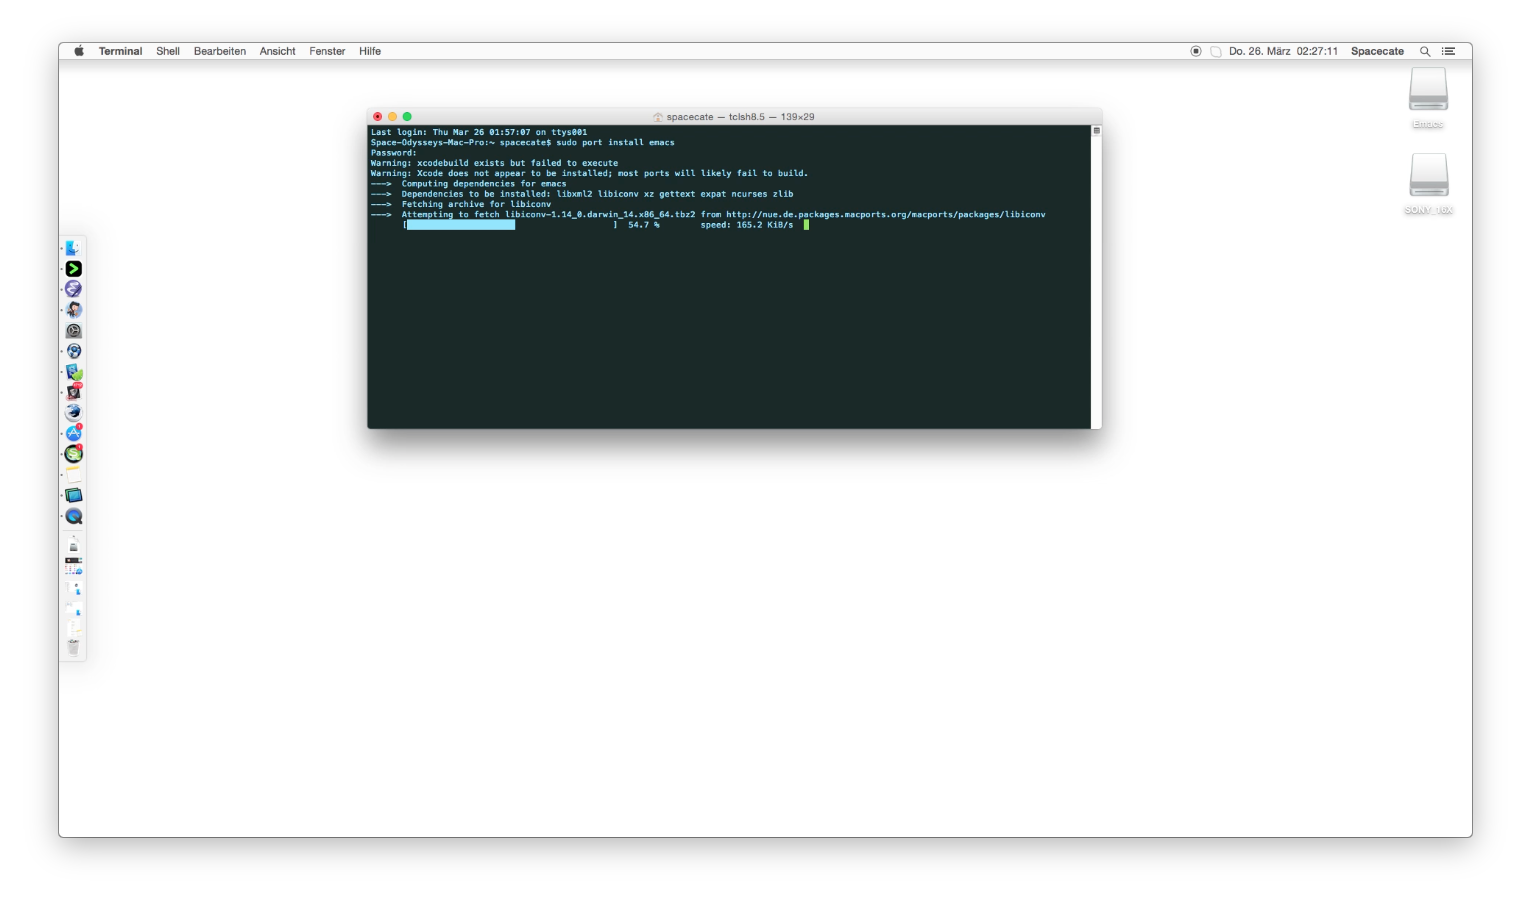 Terminal Shell Bearbeiten Ansicht Fenster Hilfe Do. 26. März 02:27:11 Spacecate
Emacs
SONY_16X
spacecate — tclsh8.5 — 139×29
Last login: Thu Mar 26 01:57:07 on ttys001
Space-Odysseys-Mac-Pro:~ spacecate$ sudo port install emacs
Password:
Warning: xcodebuild exists but failed to execute
Warning: Xcode does not appear to be installed; most ports will likely fail to build.
---> Computing dependencies for emacs
---> Dependencies to be installed: libxml2 libiconv xz gettext expat ncurses zlib
---> Fetching archive for libiconv
---> Attempting to fetch libiconv-1.14_0.darwin_14.x86_64.tbz2 from http://nue.de.packages.macports.org/macports/packages/libiconv
[ ] 54.7 % speed: 165.2 KiB/s